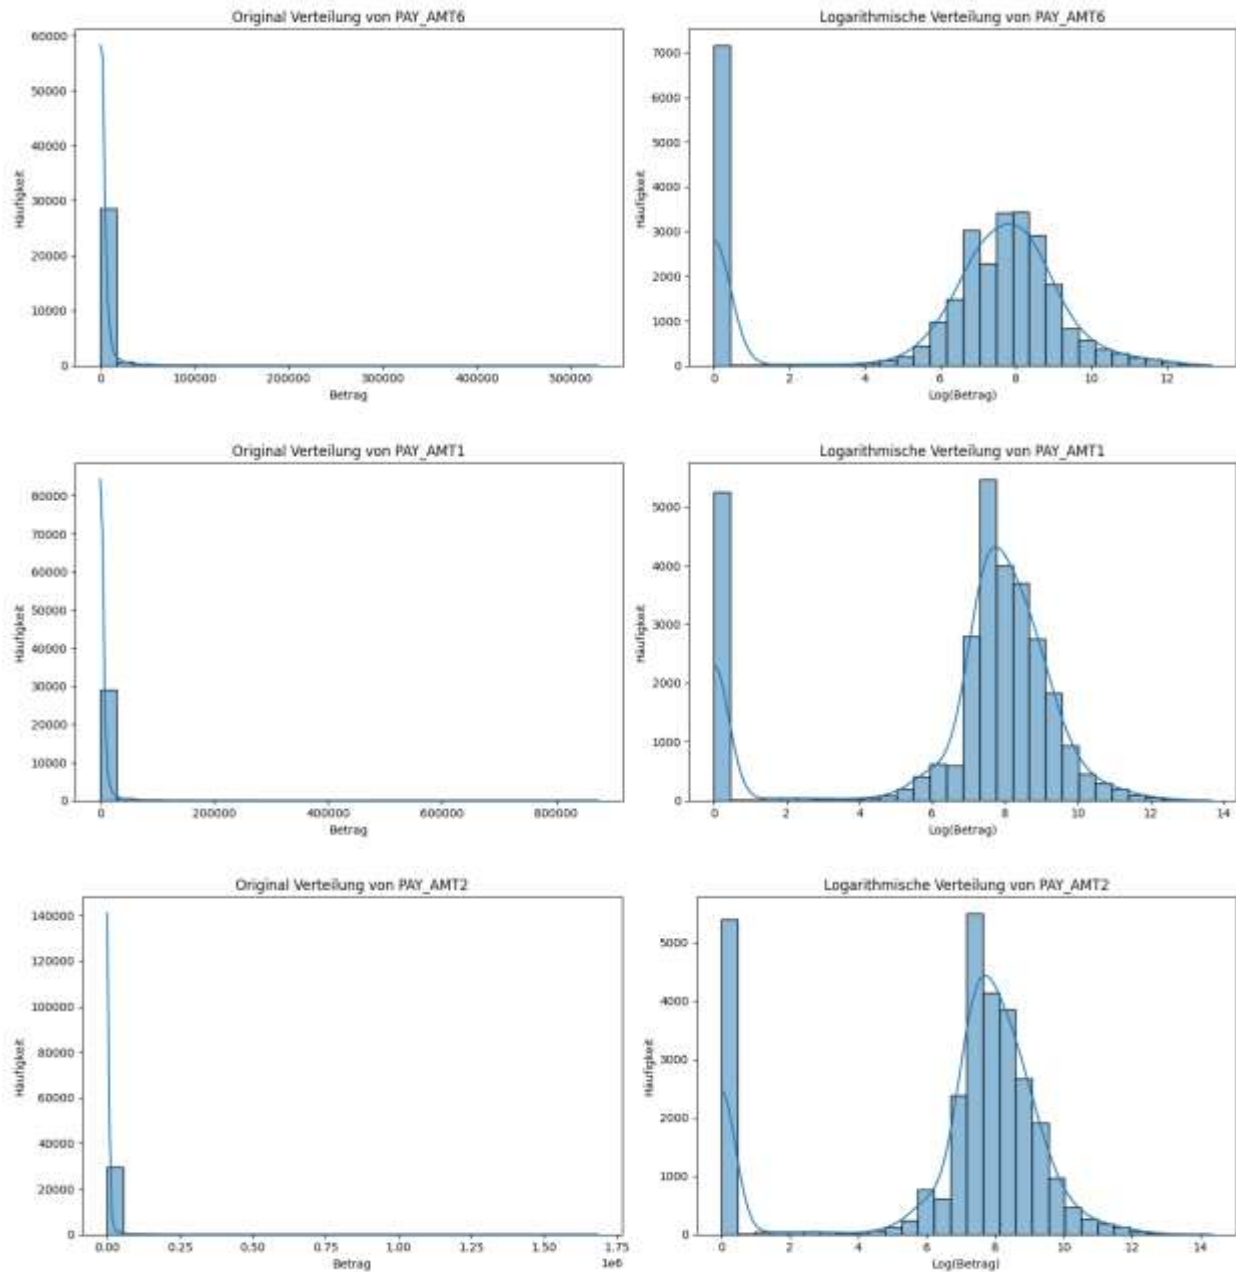 Original Verteilung von PAY_AMT6
60000
50000
40000
30000
20000
10000
0
Häufigkeit
0 100000 200000 300000 400000 500000
Betrag
Logarithmische Verteilung von PAY_AMT6
7000
6000
5000
4000
3000
2000
1000
0
Häufigkeit
0 2 4 6 8 10 12
Log(Betrag)
Original Verteilung von PAY_AMT1
80000
70000
60000
50000
40000
30000
20000
10000
0
Häufigkeit
0 200000 400000 600000 800000
Betrag
Logarithmische Verteilung von PAY_AMT1
5000
4000
3000
2000
1000
0
Häufigkeit
0 2 4 6 8 10 12 14
Log(Betrag)
Original Verteilung von PAY_AMT2
140000
120000
100000
80000
60000
40000
20000
0
Häufigkeit
0.00 0.25 0.50 0.75 1.00 1.25 1.50 1.75
1e6
Betrag
Logarithmische Verteilung von PAY_AMT2
5000
4000
3000
2000
1000
0
Häufigkeit
0 2 4 6 8 10 12 14
Log(Betrag)